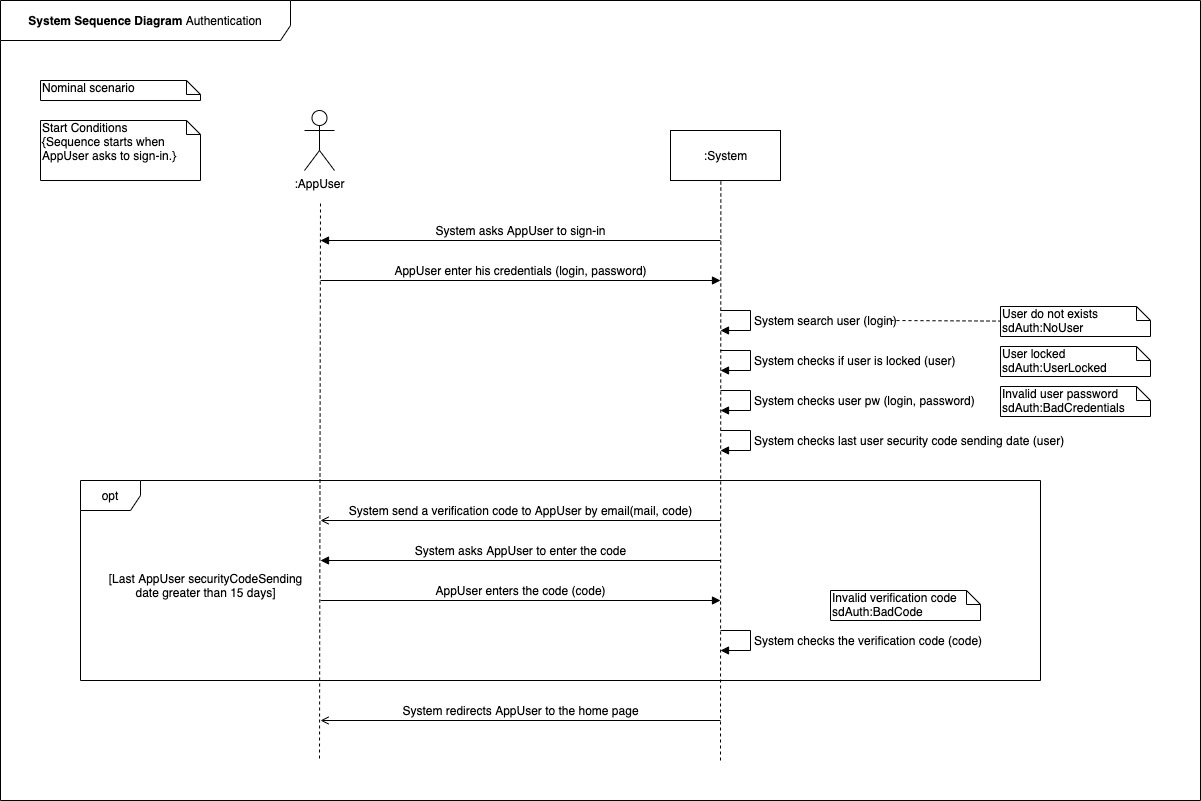 System Sequence Diagram Authentication
Nominal scenario
Start Conditions
{Sequence starts when
AppUser asks to sign-in.}
:AppUser
:System
System asks AppUser to sign-in
AppUser enter his credentials (login, password)
System search user (login)
User do not exists
sdAuth:NoUser
System checks if user is locked (user)
User locked
sdAuth:UserLocked
System checks user pw (login, password)
Invalid user password
sdAuth:BadCredentials
System checks last user security code sending date (user)
opt
System send a verification code to AppUser by email(mail, code)
System asks AppUser to enter the code
[Last AppUser securityCodeSending
date greater than 15 days]
AppUser enters the code (code)
Invalid verification code
sdAuth:BadCode
System checks the verification code (code)
System redirects AppUser to the home page